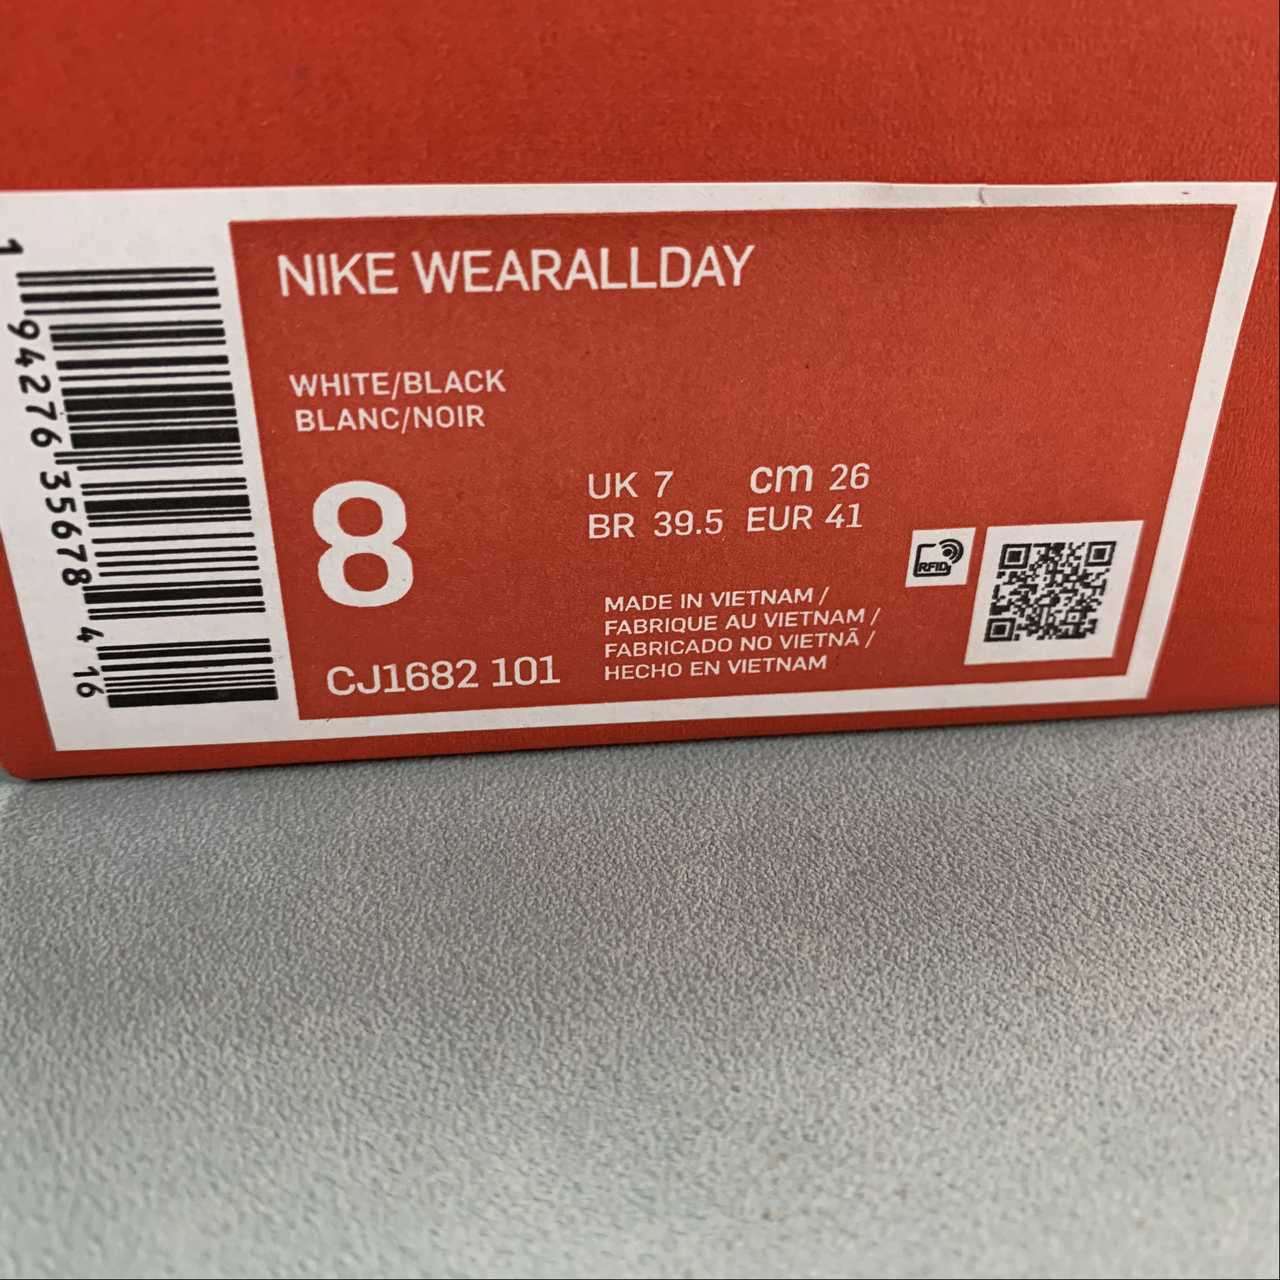 NIKE WEARALLDAY
WHITE/BLACK
BLANC/NOIR
8
UK 7 cm 26
BR 39.5 EUR 41
RFID
MADE IN VIETNAM /
FABRIQUE AU VIETNAM /
FABRICADO NO VIETNÃ /
HECHO EN VIETNAM
CJ1682 101
1 94276 35678 4 16